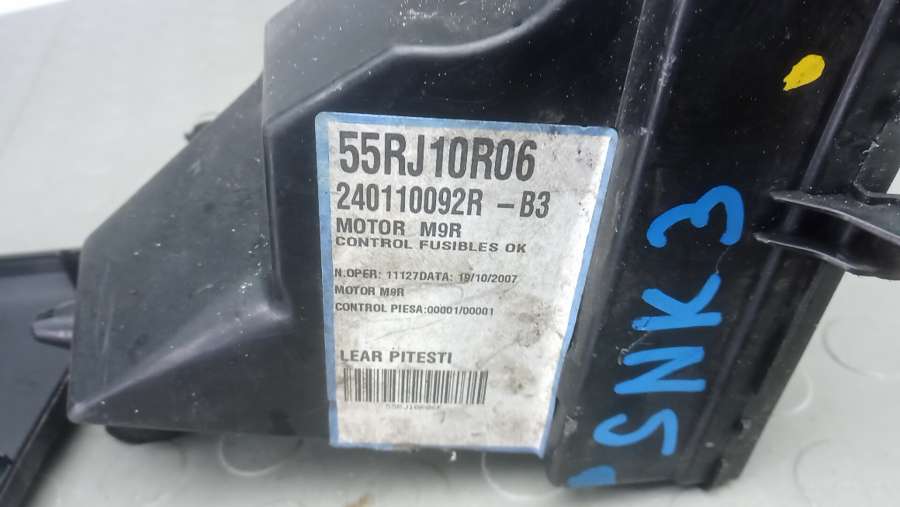 55RJ10R06
240110092R -B3
MOTOR M9R
CONTROL FUSIBLES OK
N.OPER: 11127DATA: 19/10/2007
MOTOR M9R
CONTROL PIESA:00001/00001
LEAR PITESTI
PSNK3